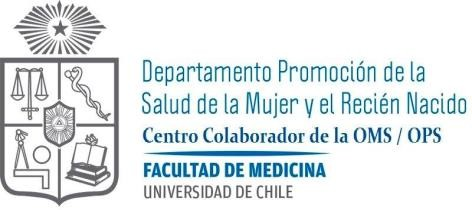 Departamento Promoción de la
Salud de la Mujer y el Recién Nacido
Centro Colaborador de la OMS / OPS
FACULTAD DE MEDICINA
UNIVERSIDAD DE CHILE